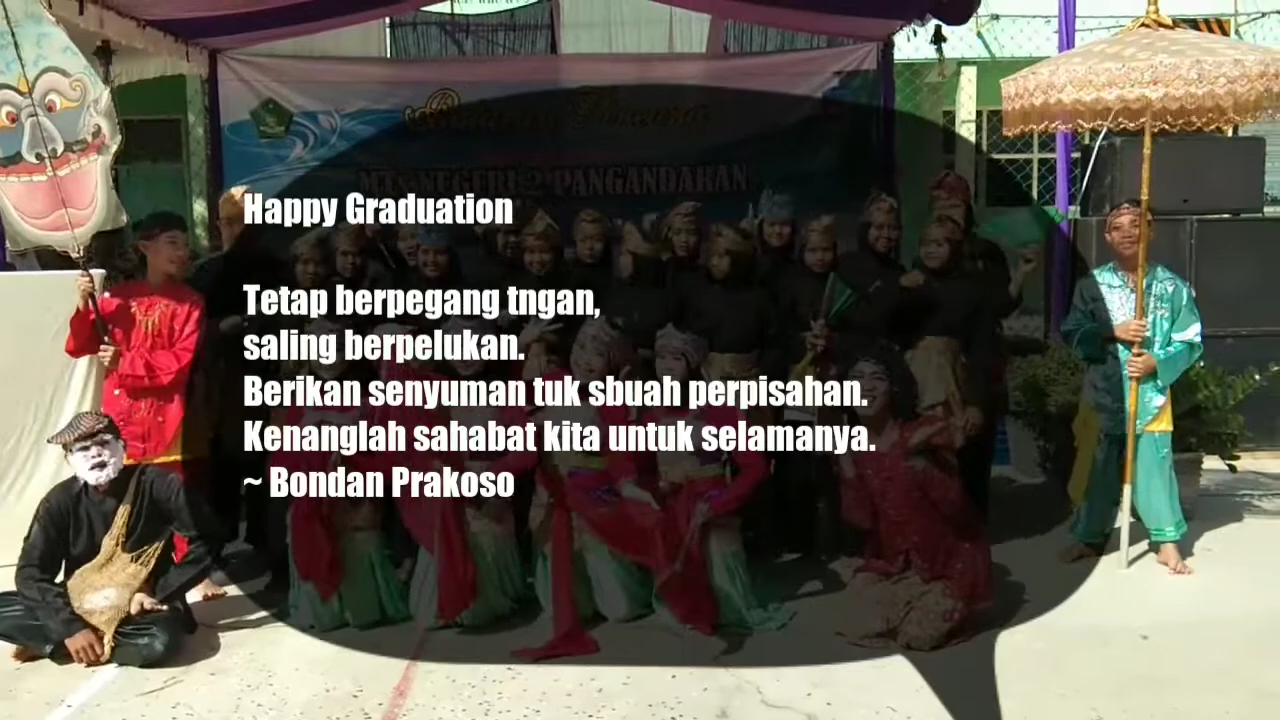 MTs NEGERI 2 PANGANDARAN
Happy Graduation
Tetap berpegang tngan,
saling berpelukan.
Berikan senyuman tuk sbuah perpisahan.
Kenanglah sahabat kita untuk selamanya.
~ Bondan Prakoso